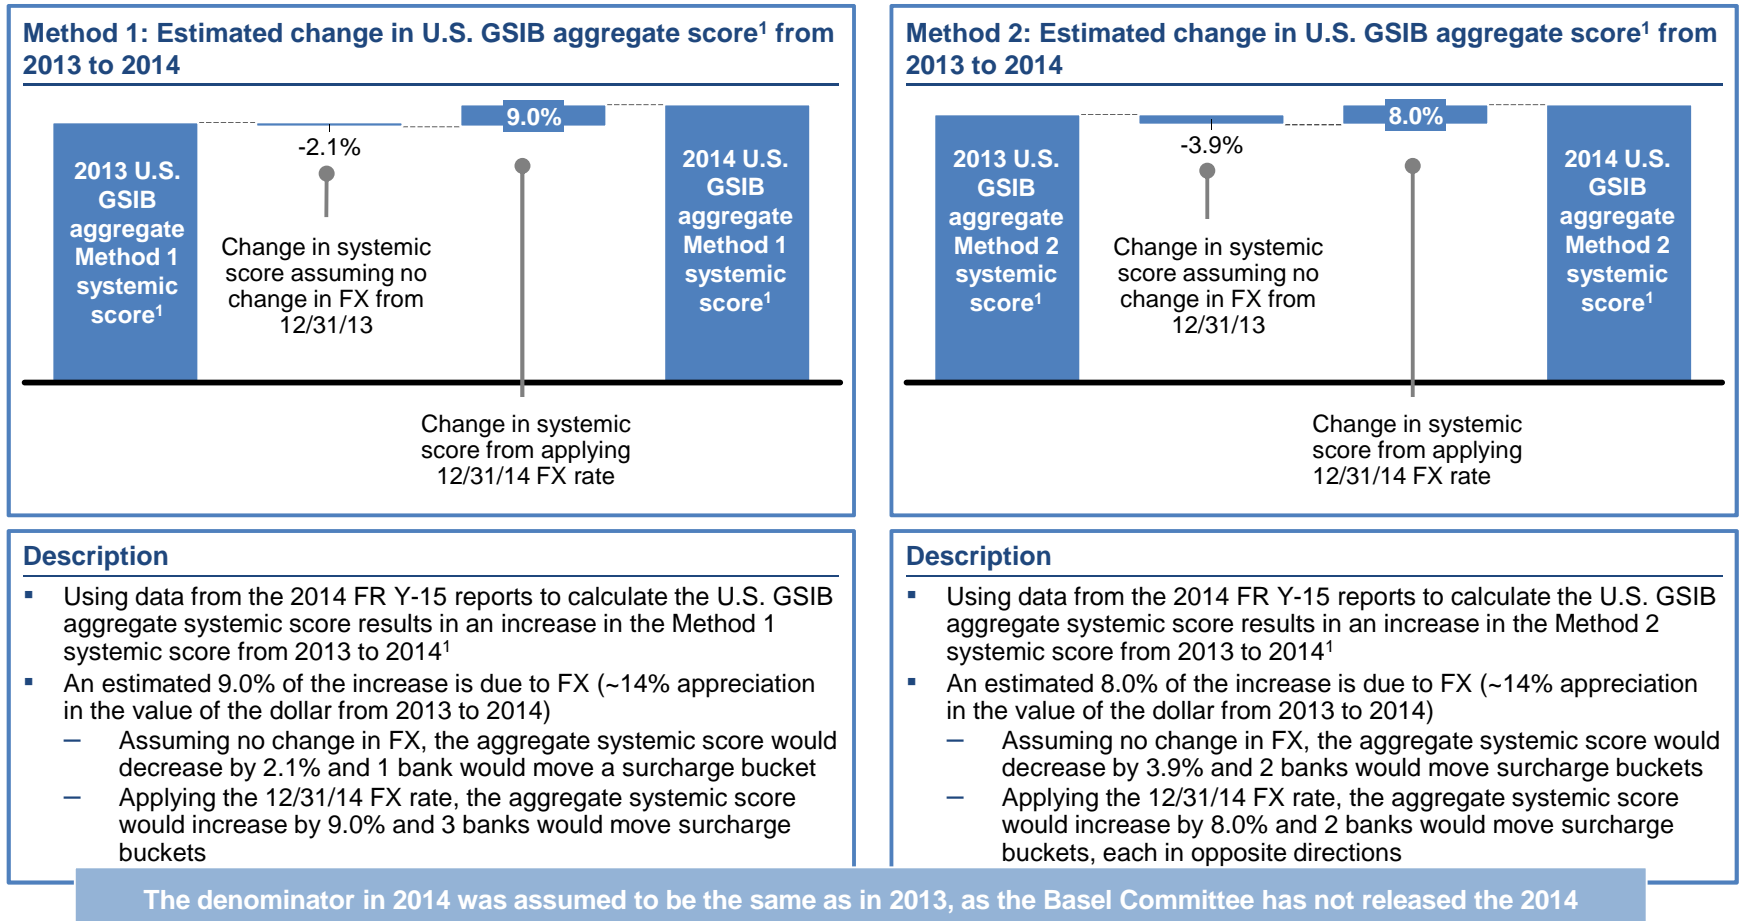 Method 1: Estimated change in U.S. GSIB aggregate score¹ from
2013 to 2014
9.0%
-2.1%
2013 U.S.
GSIB
aggregate
Method 1
systemic
score¹
2014 U.S.
GSIB
aggregate
Method 1
systemic
score¹
Change in systemic
score assuming no
change in FX from
12/31/13
Change in systemic
score from applying
12/31/14 FX rate
Method 2: Estimated change in U.S. GSIB aggregate score¹ from
2013 to 2014
8.0%
-3.9%
2013 U.S.
GSIB
aggregate
Method 2
systemic
score¹
2014 U.S.
GSIB
aggregate
Method 2
systemic
score¹
Change in systemic
score assuming no
change in FX from
12/31/13
Change in systemic
score from applying
12/31/14 FX rate
Description
▪ Using data from the 2014 FR Y-15 reports to calculate the U.S. GSIB
aggregate systemic score results in an increase in the Method 1
systemic score from 2013 to 2014¹
▪ An estimated 9.0% of the increase is due to FX (~14% appreciation
in the value of the dollar from 2013 to 2014)
– Assuming no change in FX, the aggregate systemic score would
decrease by 2.1% and 1 bank would move a surcharge bucket
– Applying the 12/31/14 FX rate, the aggregate systemic score
would increase by 9.0% and 3 banks would move surcharge
buckets
Description
▪ Using data from the 2014 FR Y-15 reports to calculate the U.S. GSIB
aggregate systemic score results in an increase in the Method 2
systemic score from 2013 to 2014¹
▪ An estimated 8.0% of the increase is due to FX (~14% appreciation
in the value of the dollar from 2013 to 2014)
– Assuming no change in FX, the aggregate systemic score would
decrease by 3.9% and 2 banks would move surcharge buckets
– Applying the 12/31/14 FX rate, the aggregate systemic score
would increase by 8.0% and 2 banks would move surcharge
buckets, each in opposite directions
The denominator in 2014 was assumed to be the same as in 2013, as the Basel Committee has not released the 2014